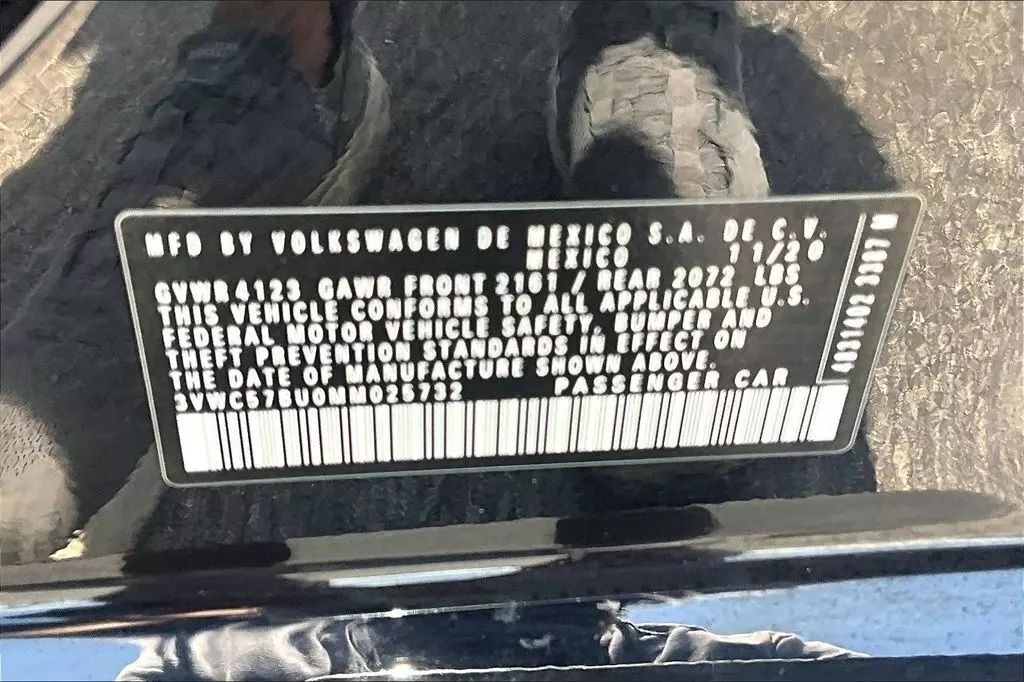 MFD BY VOLKSWAGEN DE MEXICO S.A. DE C.V.
MEXICO 11/20
GVWR 4123 GAWR FRONT 2161 / REAR 2072 LBS
THIS VEHICLE CONFORMS TO ALL APPLICABLE U.S.
FEDERAL MOTOR VEHICLE SAFETY, BUMPER AND
THEFT PREVENTION STANDARDS IN EFFECT ON
THE DATE OF MANUFACTURE SHOWN ABOVE.
3VWC57BU0MM025732 PASSENGER CAR